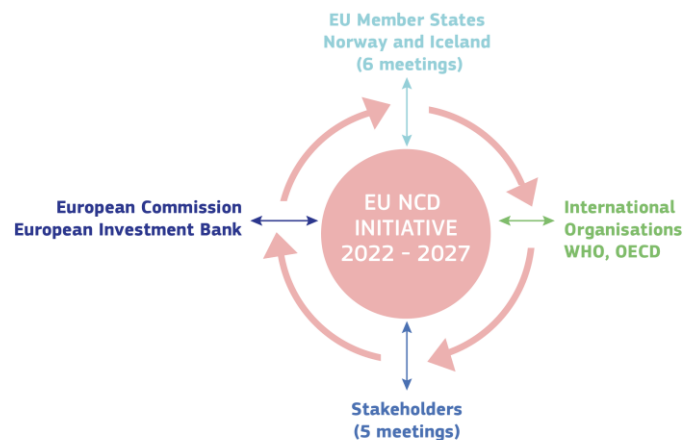 EU Member States
Norway and Iceland
(6 meetings)
European Commission
European Investment Bank
EU NCD
INITIATIVE
2022 - 2027
International
Organisations
WHO, OECD
Stakeholders
(5 meetings)